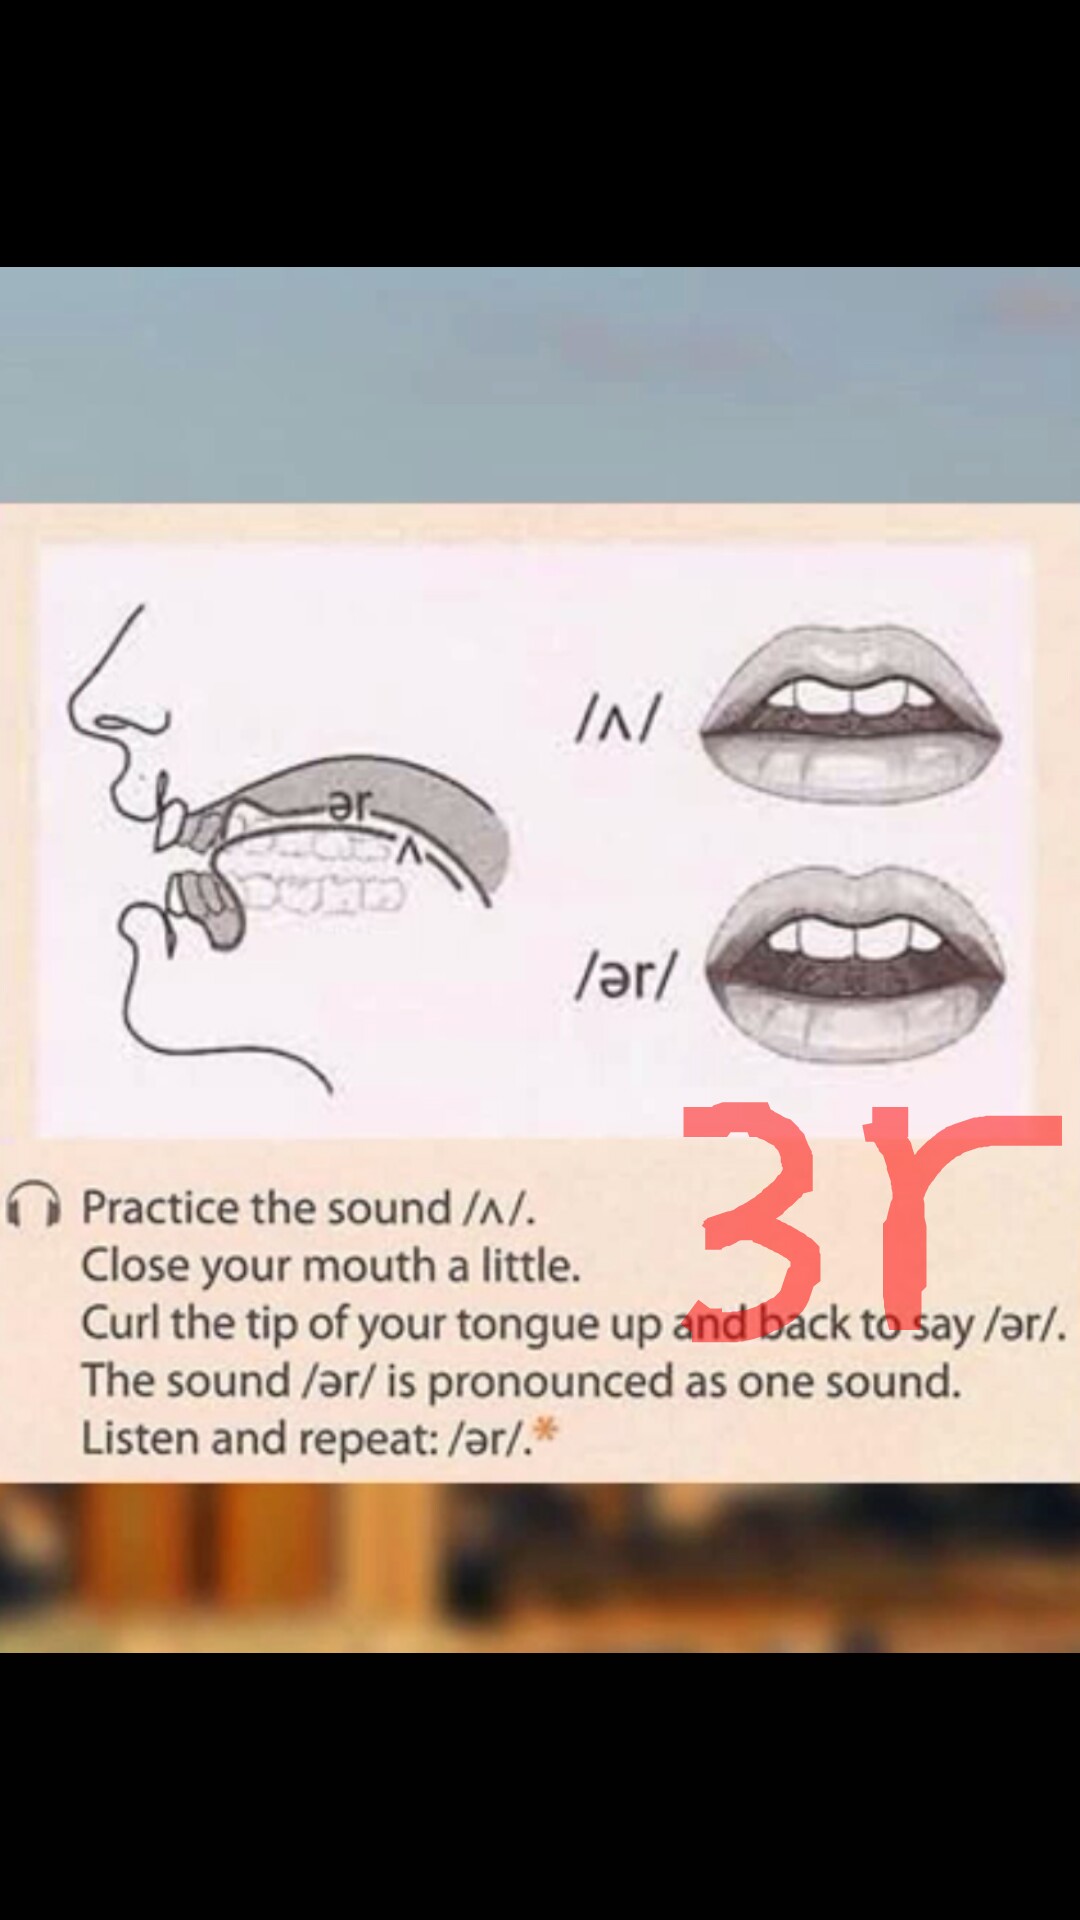 ər
ʌ
/ʌ/
/ər/
3r
Practice the sound /ʌ/.
Close your mouth a little.
Curl the tip of your tongue up and back to say /ər/.
The sound /ər/ is pronounced as one sound.
Listen and repeat: /ər/.*